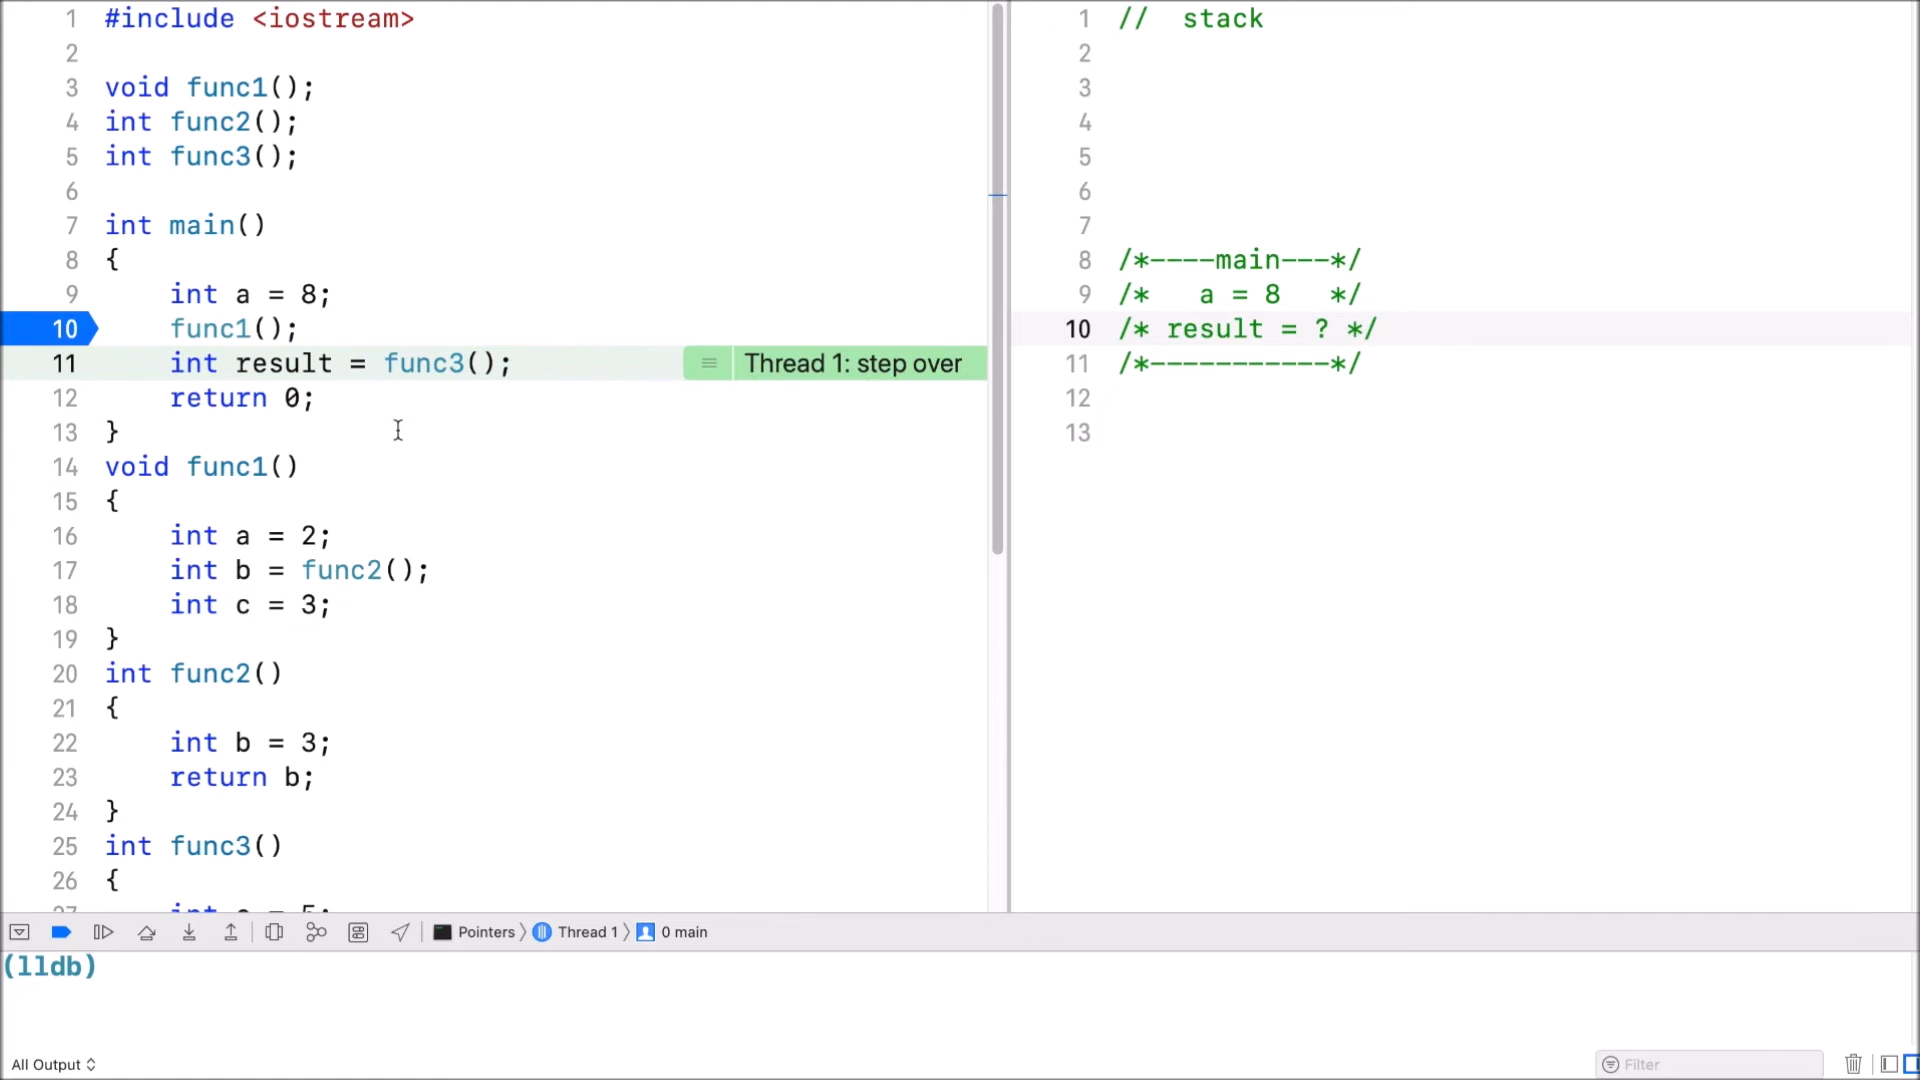 1 #include <iostream>
2
3 void func1();
4 int func2();
5 int func3();
6
7 int main()
8 {
9 int a = 8;
10 func1();
11 int result = func3(); Thread 1: step over
12 return 0;
13 }
14 void func1()
15 {
16 int a = 2;
17 int b = func2();
18 int c = 3;
19 }
20 int func2()
21 {
22 int b = 3;
23 return b;
24 }
25 int func3()
26 {
1 // stack
2
3
4
5
6
7
8 /*----main---*/
9 /* a = 8 */
10 /* result = ? */
11 /*-----------*/
12
13
Pointers 〉 Thread 1 〉 0 main
(lldb)
All Output
Filter